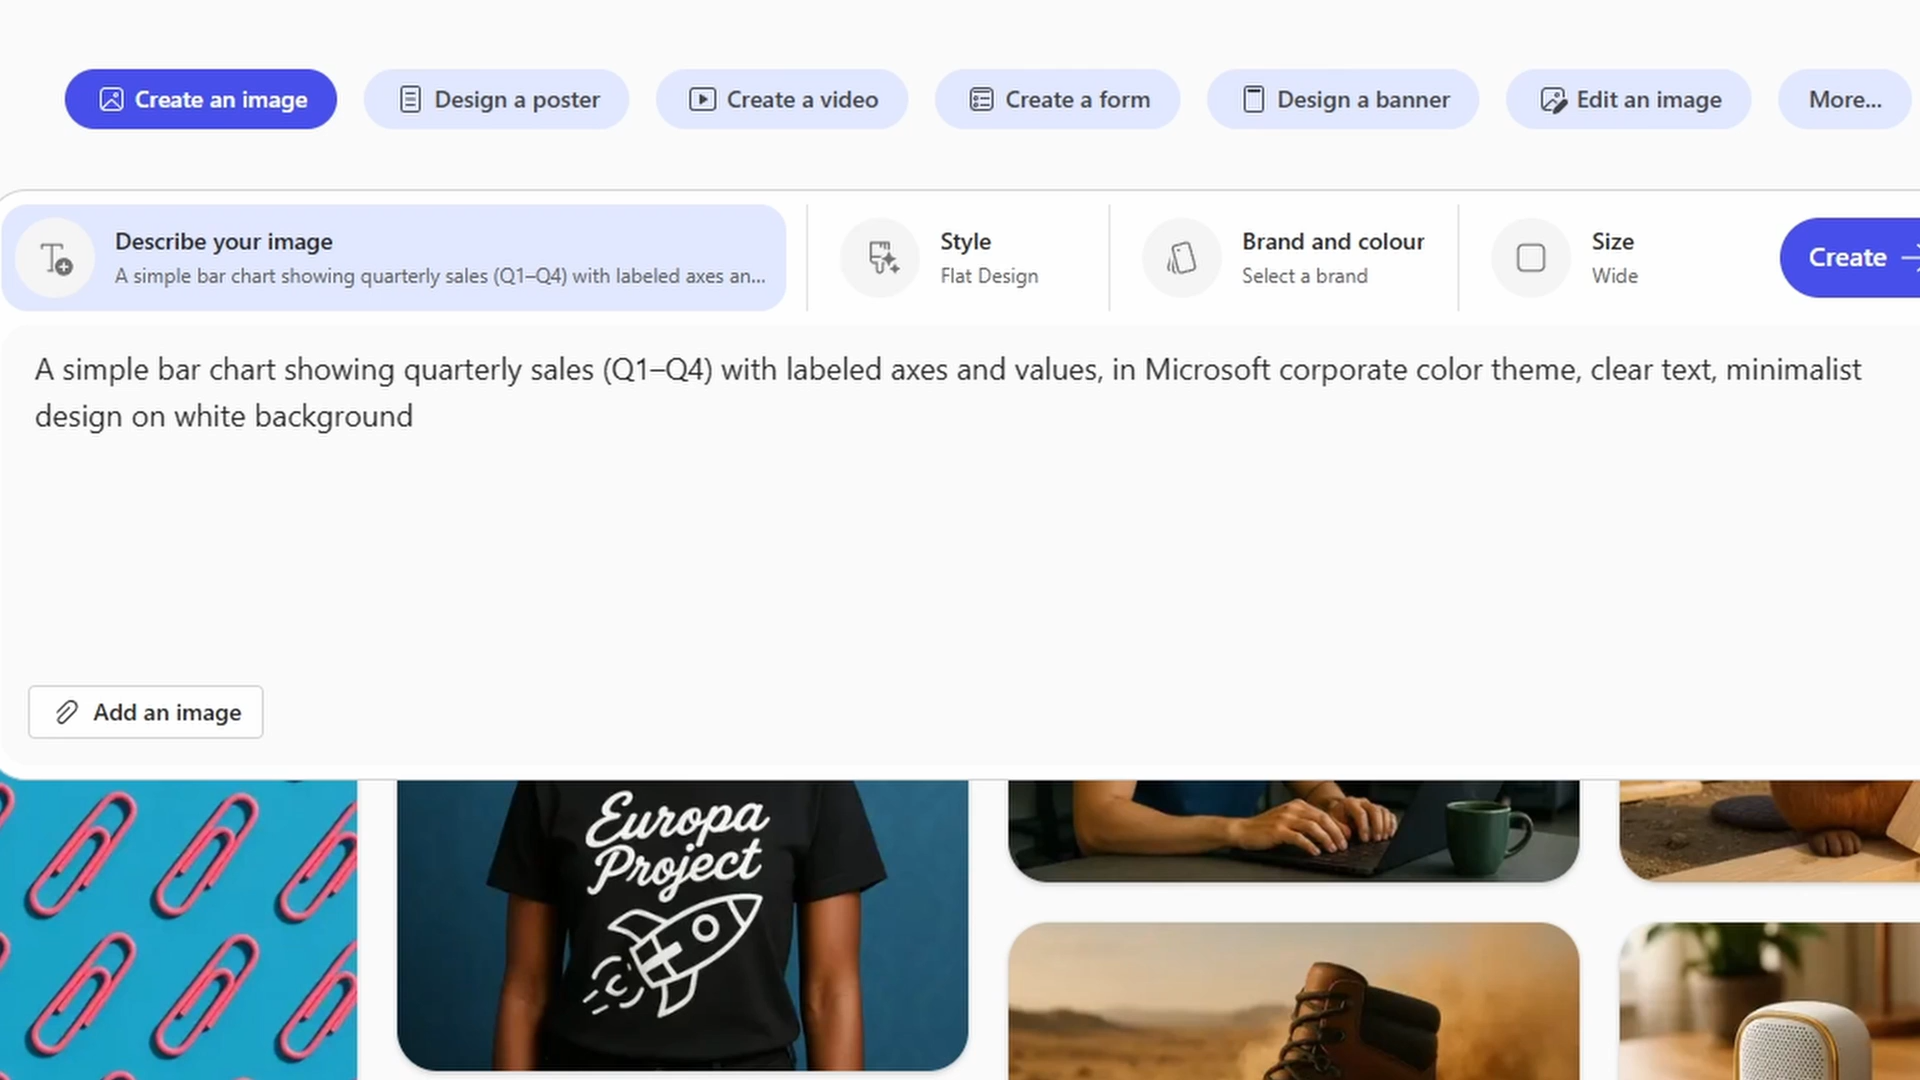 Create an image
Design a poster
Create a video
Create a form
Design a banner
Edit an image
More...
Describe your image
A simple bar chart showing quarterly sales (Q1–Q4) with labeled axes an...
Style
Flat Design
Brand and colour
Select a brand
Size
Wide
Create
A simple bar chart showing quarterly sales (Q1–Q4) with labeled axes and values, in Microsoft corporate color theme, clear text, minimalist
design on white background
Add an image
Europa
Project